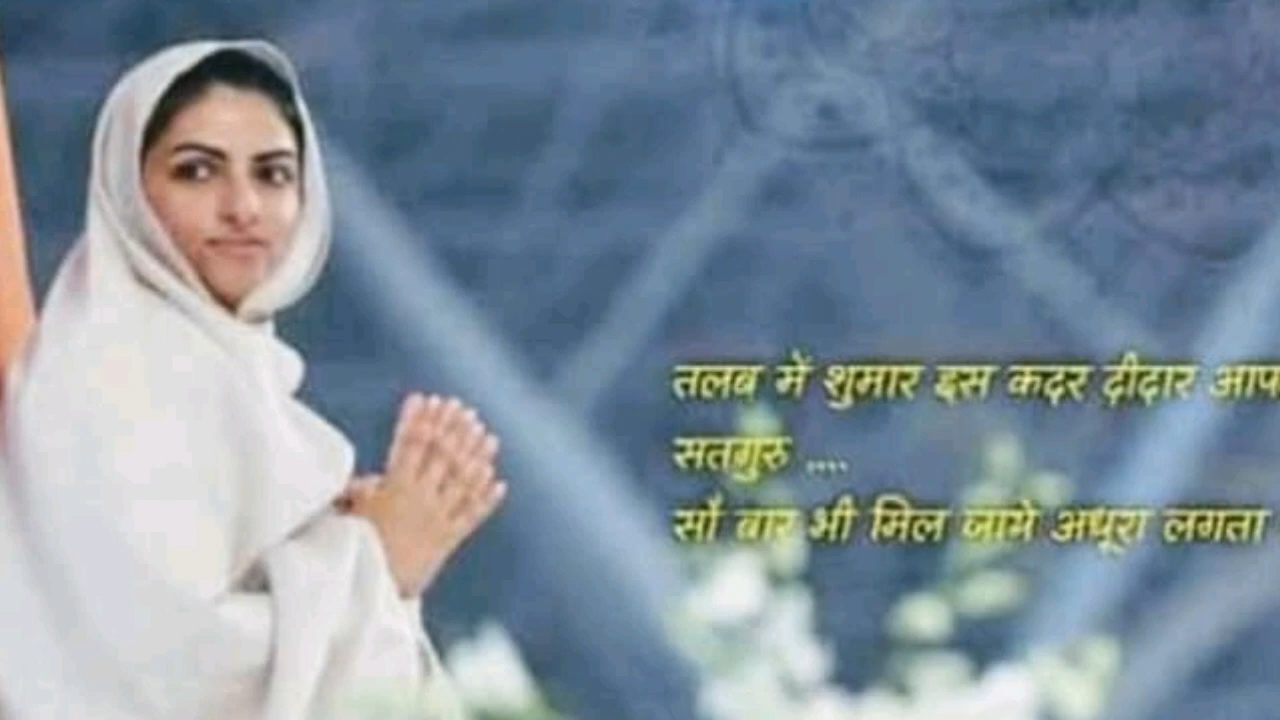 तलब में शुमार इस कदर दीदार आप
सतगुरु ....
सौ बार भी मिल जाये अधूरा लगता